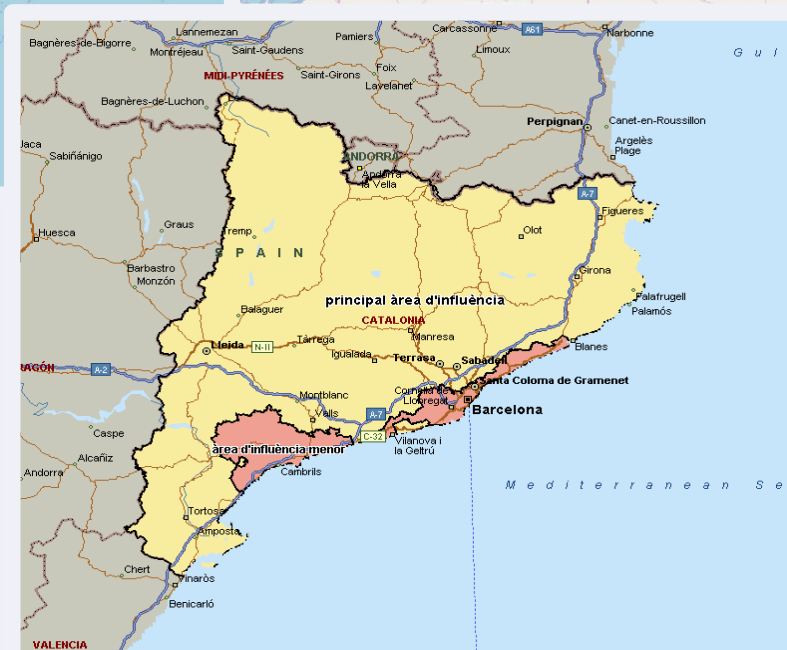 Lannemezan
Carcassonne
A61
Narbonne
Bagnères-de-Bigorre
Pamiers
Montréjeau
Saint-Gaudens
Limoux
G u l
Foix
MIDI-PYRÉNÉES
Saint-Girons
Lavelahet
Bagnères-de-Luchon
Perpignan
Canet-en-Roussillon
Argelès
Plage
Jaca
Sabiñánigo
ANDORRA
Andorra
la Vella
A-7
Figueres
Graus
Tremp
Olot
Huesca
S P A I N
Barbastro
Monzón
Girona
principal àrea d'influència
Palafrugell
Palamós
Balaguer
CATALONIA
Manresa
Lleida
N-II
Tàrrega
Igualada
Terrasa
Sabadell
Blanes
RAGÓN
A-2
Santa Coloma de Gramenet
Montblanc
Cornellà de
Llobregat
Barcelona
Valls
A-7
C-32
Vilanova i
la Geltrú
Caspe
àrea d'influència menor
Alcañiz
Andorra
Cambrils
M e d i t e r r a n e a n S e
Tortosa
Amposta
Chert
Vinaròs
Benicarló
VALENCIA